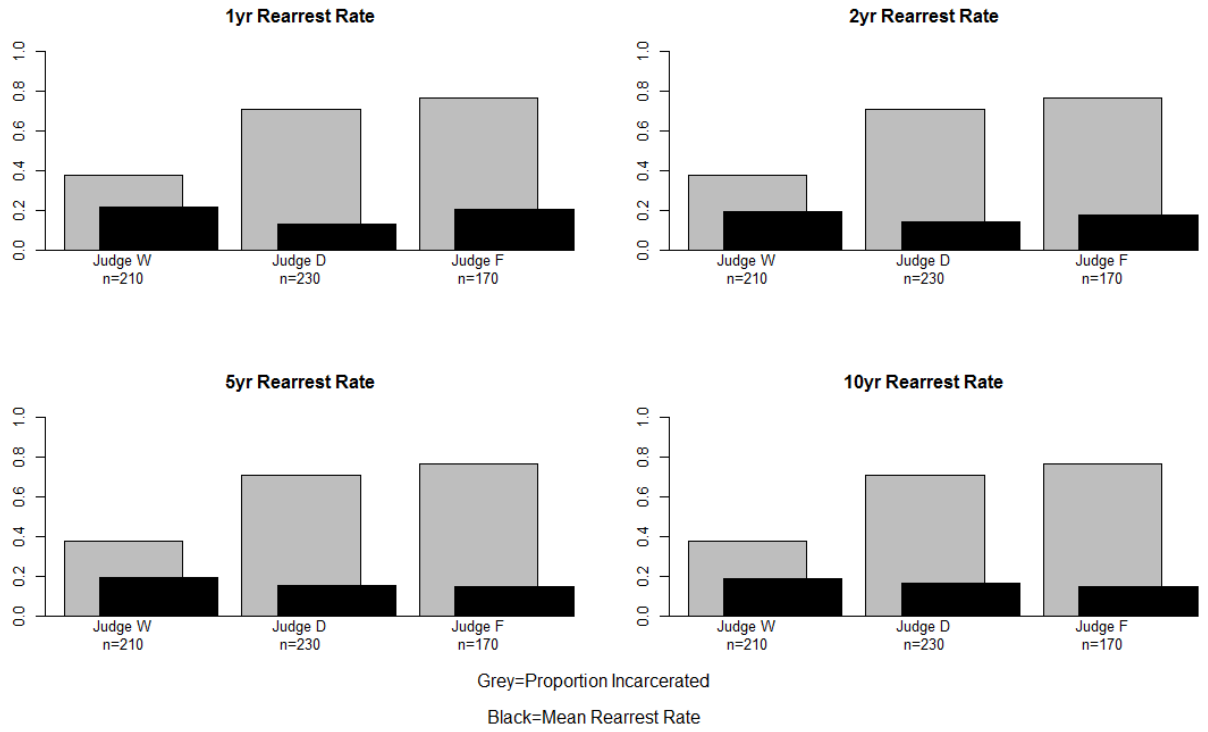 1yr Rearrest Rate
1.0
0.8
0.6
0.4
0.2
0.0
Judge W
n=210
Judge D
n=230
Judge F
n=170
2yr Rearrest Rate
1.0
0.8
0.6
0.4
0.2
0.0
Judge W
n=210
Judge D
n=230
Judge F
n=170
5yr Rearrest Rate
1.0
0.8
0.6
0.4
0.2
0.0
Judge W
n=210
Judge D
n=230
Judge F
n=170
10yr Rearrest Rate
1.0
0.8
0.6
0.4
0.2
0.0
Judge W
n=210
Judge D
n=230
Judge F
n=170
Grey=Proportion Incarcerated
Black=Mean Rearrest Rate